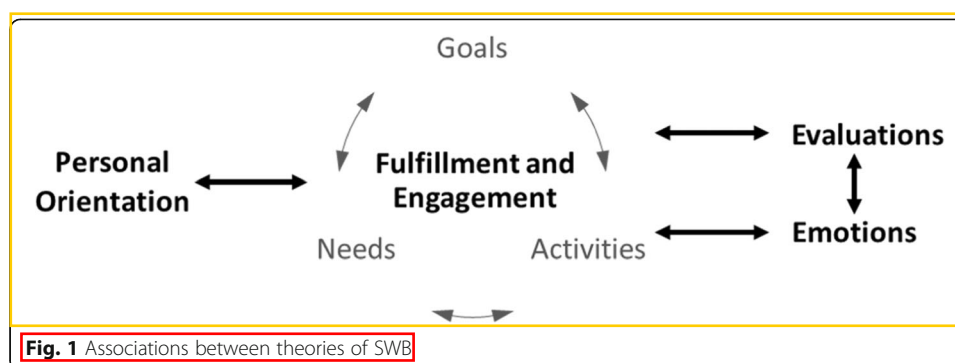 Goals
Personal
Orientation
Fulfillment and
Engagement
Needs
Activities
Evaluations
Emotions
Fig. 1 Associations between theories of SWB